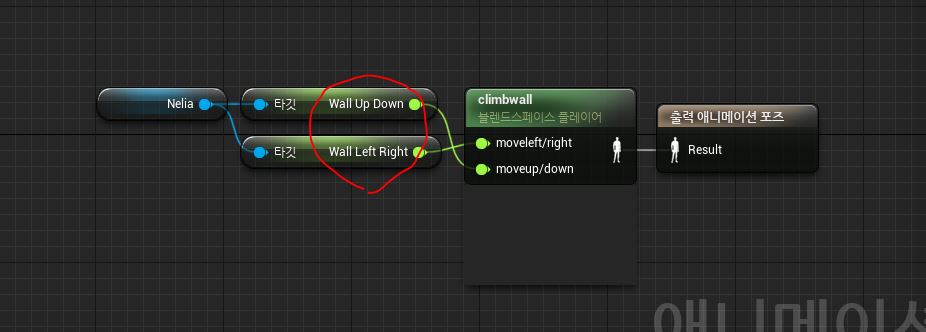 Nelia
타깃 Wall Up Down
타깃 Wall Left Right
climbwall
블렌드스페이스 플레이어
moveleft/right
moveup/down
출력 애니메이션 포즈
Result
애니메이션